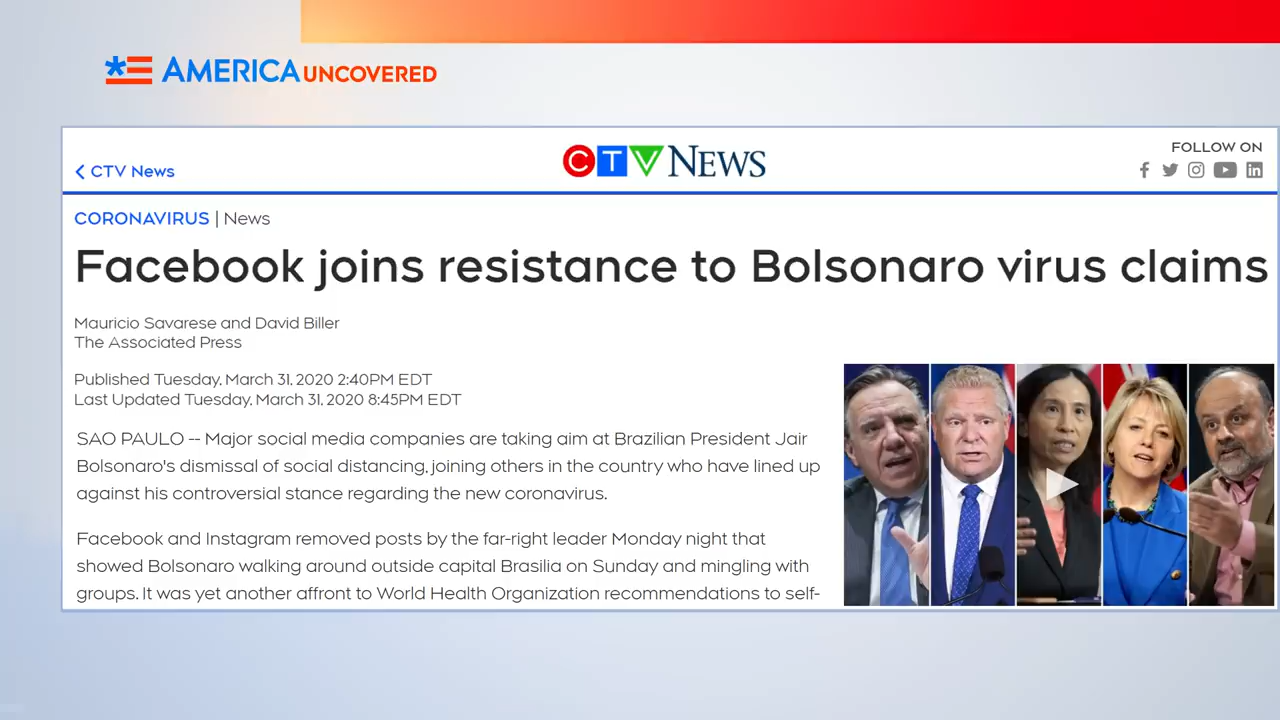 AMERICA UNCOVERED
CTV News
CTV NEWS
FOLLOW ON
CORONAVIRUS | News
Facebook joins resistance to Bolsonaro virus claims
Mauricio Savarese and David Biller
The Associated Press
Published Tuesday, March 31, 2020 2:40PM EDT
Last Updated Tuesday, March 31, 2020 8:45PM EDT
SAO PAULO -- Major social media companies are taking aim at Brazilian President Jair
Bolsonaro's dismissal of social distancing, joining others in the country who have lined up
against his controversial stance regarding the new coronavirus.
Facebook and Instagram removed posts by the far-right leader Monday night that
showed Bolsonaro walking around outside capital Brasilia on Sunday and mingling with
groups. It was yet another affront to World Health Organization recommendations to self-